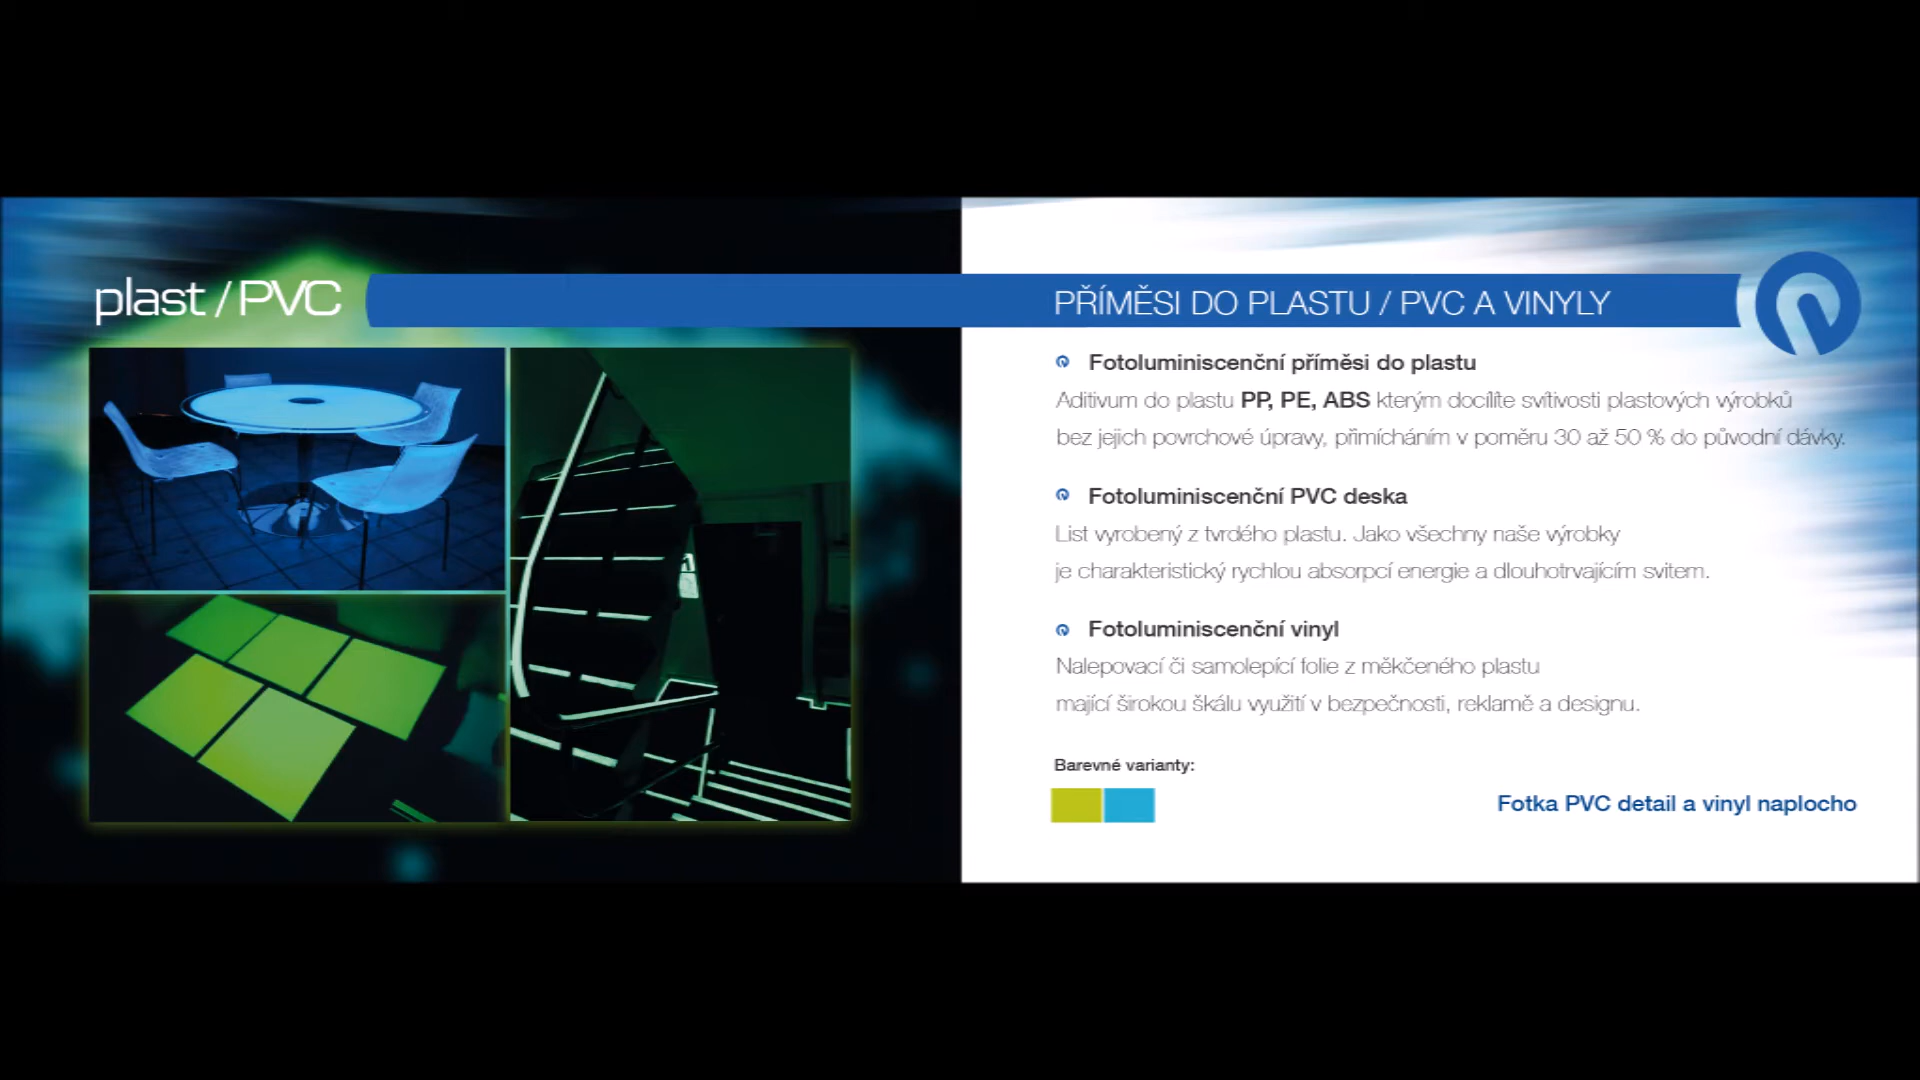 plast / PVC
PŘÍMĚSI DO PLASTU / PVC A VINYLY
Fotoluminiscenční příměsi do plastu
Aditivum do plastu PP, PE, ABS kterým docílíte svítivosti plastových výrobků
bez jejich povrchové úpravy, přimícháním v poměru 30 až 50 % do původní dávky.
Fotoluminiscenční PVC deska
List vyrobený z tvrdého plastu. Jako všechny naše výrobky
je charakteristický rychlou absorpcí energie a dlouhotrvajícím svitem.
Fotoluminiscenční vinyl
Nalepovací či samolepící folie z měkčeného plastu
mající širokou škálu využití v bezpečnosti, reklamě a designu.
Barevné varianty:
Fotka PVC detail a vinyl naplocho